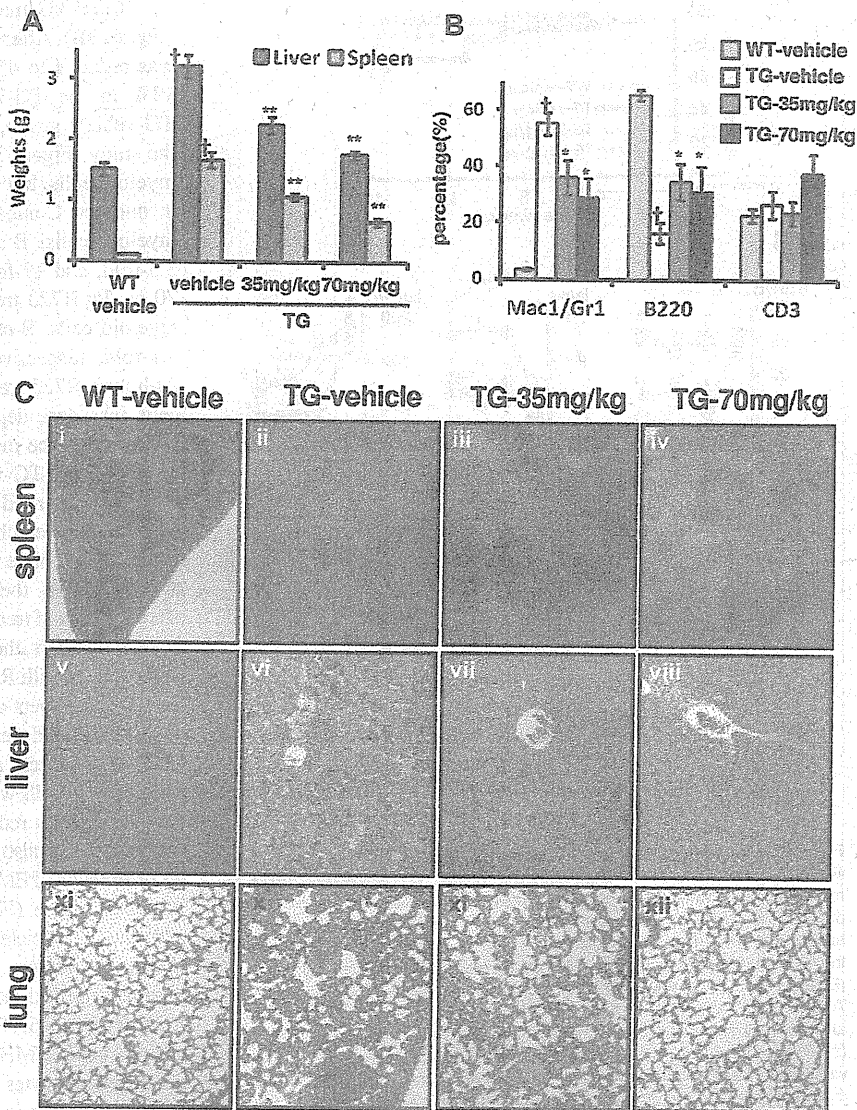 A
Liver Spleen
Weights (g)
3
2
1
0
†
†
**
**
**
**
WT vehicle
vehicle 35mg/kg 70mg/kg
TG
B
WT-vehicle
TG-vehicle
TG-35mg/kg
TG-70mg/kg
percentage(%)
60
40
20
0
†
*
*
†
*
*
Mac1/Gr1 B220 CD3
C
WT-vehicle TG-vehicle TG-35mg/kg TG-70mg/kg
spleen
i ii iii iv
liver
v vi vii viii
lung
xi x xi xii